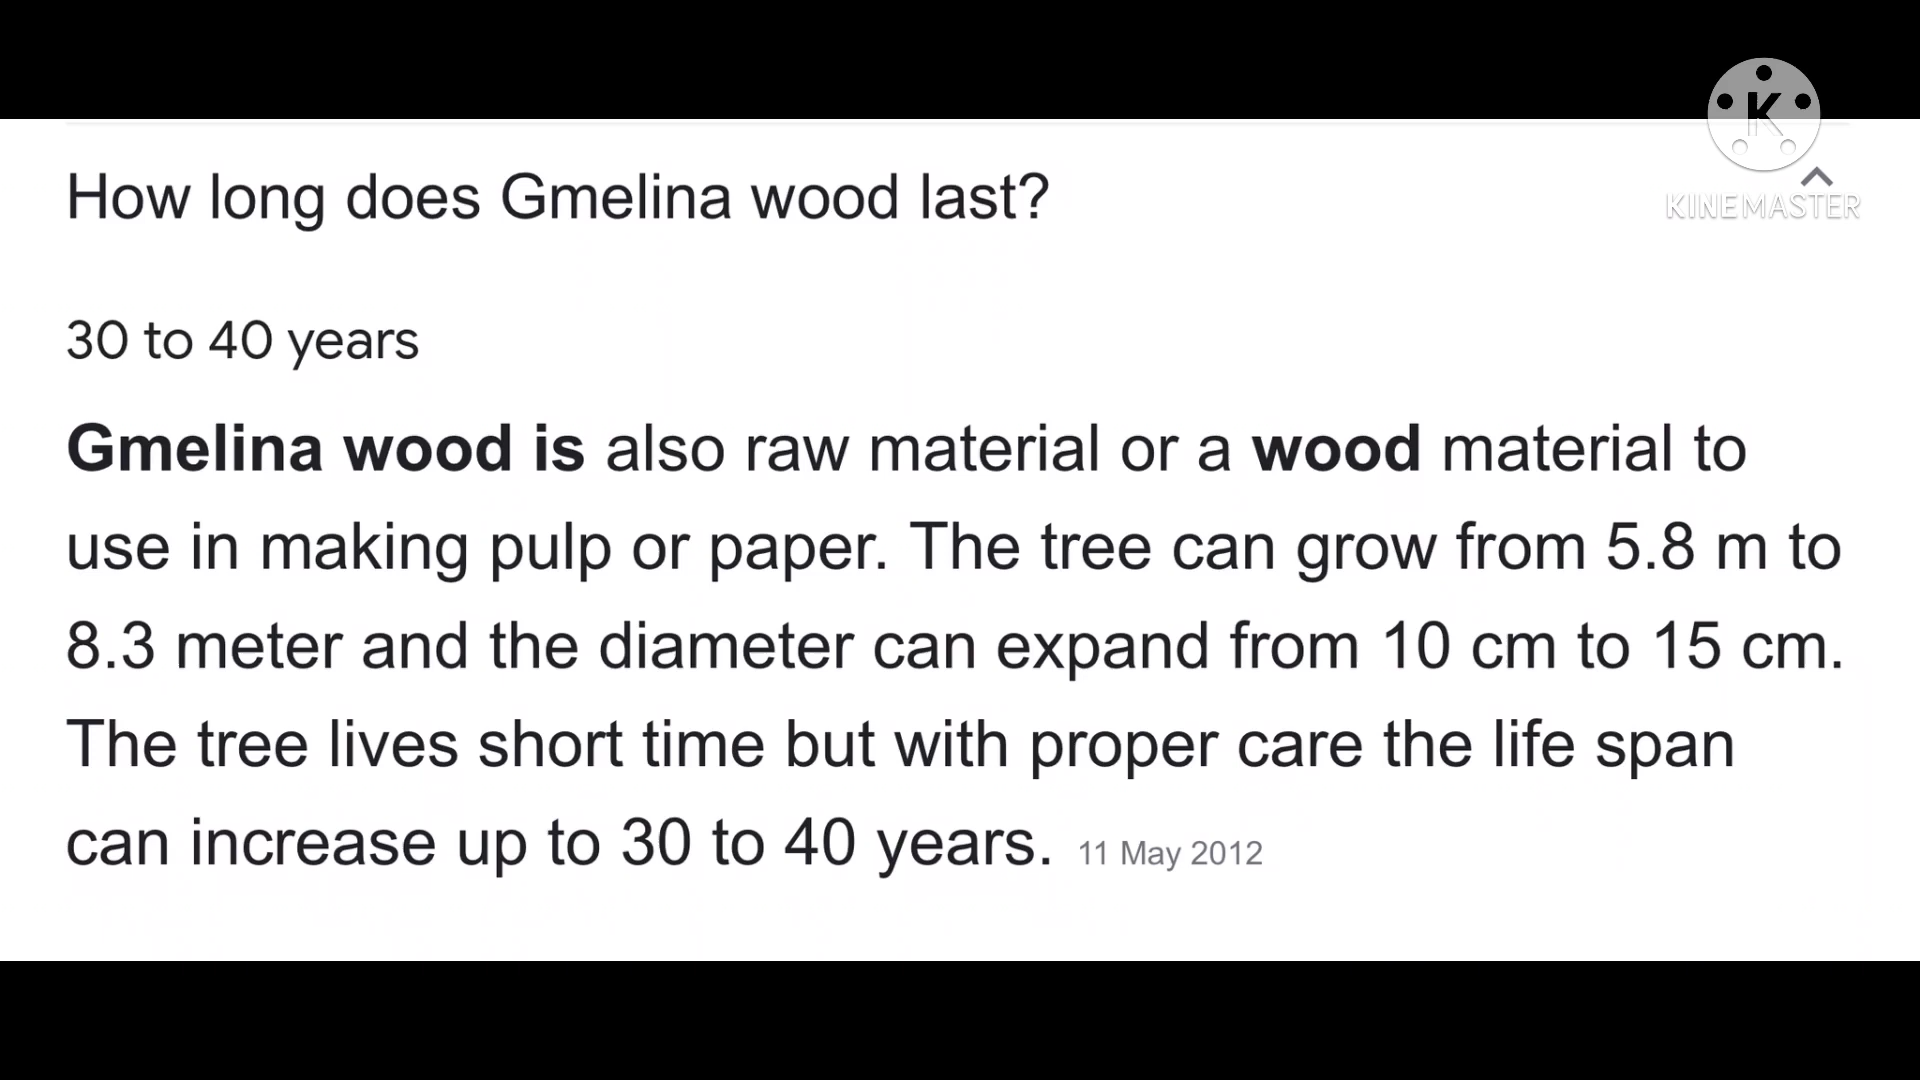 K
KINEMASTER
How long does Gmelina wood last?
30 to 40 years
Gmelina wood is also raw material or a wood material to
use in making pulp or paper. The tree can grow from 5.8 m to
8.3 meter and the diameter can expand from 10 cm to 15 cm.
The tree lives short time but with proper care the life span
can increase up to 30 to 40 years. 11 May 2012